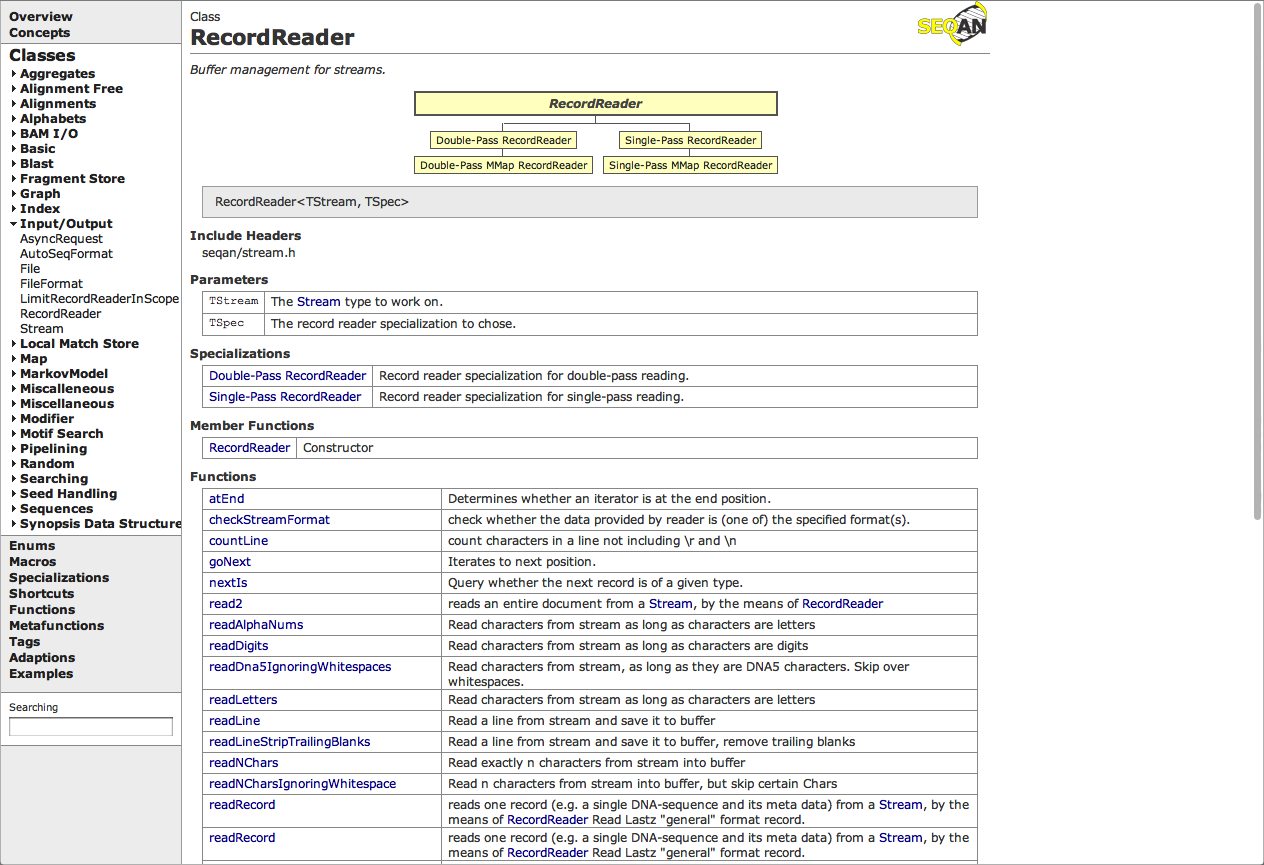 Overview
Concepts
Classes
Aggregates
Alignment Free
Alignments
Alphabets
BAM I/O
Basic
Blast
Fragment Store
Graph
Index
Input/Output
AsyncRequest
AutoSeqFormat
File
FileFormat
LimitRecordReaderInScope
RecordReader
Stream
Local Match Store
Map
MarkovModel
Miscalleneous
Miscellaneous
Modifier
Motif Search
Pipelining
Random
Searching
Seed Handling
Sequences
Synopsis Data Structure
Enums
Macros
Specializations
Shortcuts
Functions
Metafunctions
Tags
Adaptions
Examples
Searching
Class
RecordReader
SEQAN
Buffer management for streams.
RecordReader
Double-Pass RecordReader Single-Pass RecordReader
Double-Pass MMap RecordReader Single-Pass MMap RecordReader
RecordReader<TStream, TSpec>
Include Headers
seqan/stream.h
Parameters
TStream The Stream type to work on.
TSpec The record reader specialization to chose.
Specializations
Double-Pass RecordReader Record reader specialization for double-pass reading.
Single-Pass RecordReader Record reader specialization for single-pass reading.
Member Functions
RecordReader Constructor
Functions
atEnd Determines whether an iterator is at the end position.
checkStreamFormat check whether the data provided by reader is (one of) the specified format(s).
countLine count characters in a line not including \r and \n
goNext Iterates to next position.
nextIs Query whether the next record is of a given type.
read2 reads an entire document from a Stream, by the means of RecordReader
readAlphaNums Read characters from stream as long as characters are letters
readDigits Read characters from stream as long as characters are digits
readDna5IgnoringWhitespaces Read characters from stream, as long as they are DNA5 characters. Skip over
whitespaces.
readLetters Read characters from stream as long as characters are letters
readLine Read a line from stream and save it to buffer
readLineStripTrailingBlanks Read a line from stream and save it to buffer, remove trailing blanks
readNChars Read exactly n characters from stream into buffer
readNCharsIgnoringWhitespace Read n characters from stream into buffer, but skip certain Chars
readRecord reads one record (e.g. a single DNA-sequence and its meta data) from a Stream, by the
means of RecordReader Read Lastz "general" format record.
readRecord reads one record (e.g. a single DNA-sequence and its meta data) from a Stream, by the
means of RecordReader Read Lastz "general" format record.